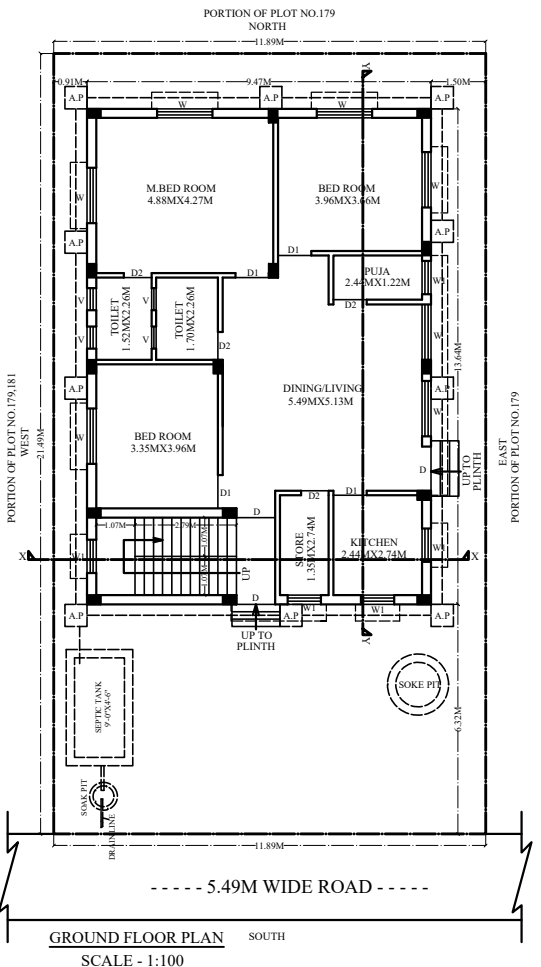 PORTION OF PLOT NO.179
NORTH
11.89M
0.91M
9.47M
1.50M
Y
A.P
A.P
A.P
W
W
M.BED ROOM
4.88MX4.27M
BED ROOM
3.96MX3.66M
W
W
A.P
A.P
D1
D2
D1
PUJA
2.44MX1.22M
W1
D2
V
V
TOILET
1.52MX2.26M
TOILET
1.70MX2.26M
V
V
D2
13.64M
DINING/LIVING
5.49MX5.13M
A.P
A.P
W
W
PORTION OF PLOT NO.179,181
WEST
21.49M
BED ROOM
3.35MX3.96M
D
UP TO
PLINTH
EAST
PORTION OF PLOT NO.179
D1
D2
D1
D
1.07M
2.79M
1.07M
1.07M
UP
STORE
1.35MX2.74M
KITCHEN
2.44MX2.74M
X
W1
W1
X
D
W1
W1
A.P
A.P
A.P
UP TO
PLINTH
Y
SEPTIC TANK
9'-0"X4'-6"
SOKE PIT
6.32M
SOAK PIT
DRAINLINE
11.89M
- - - - - 5.49M WIDE ROAD - - - - -
GROUND FLOOR PLAN
SOUTH
SCALE - 1:100